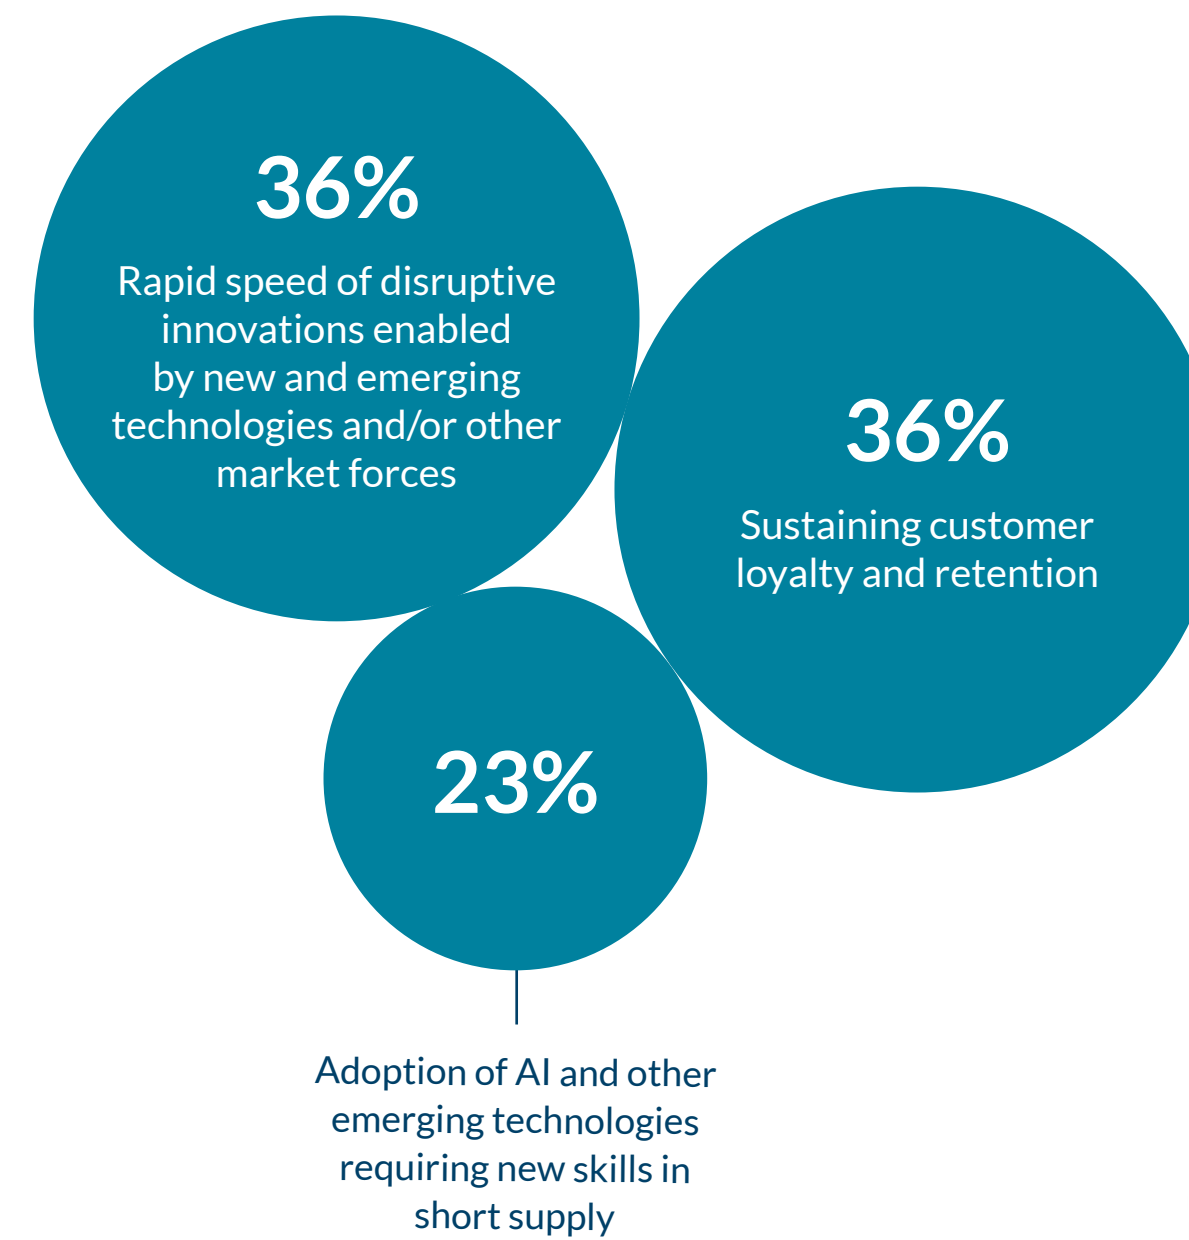 36%
Rapid speed of disruptive
innovations enabled
by new and emerging
technologies and/or other
market forces
36%
Sustaining customer
loyalty and retention
23%
Adoption of AI and other
emerging technologies
requiring new skills in
short supply